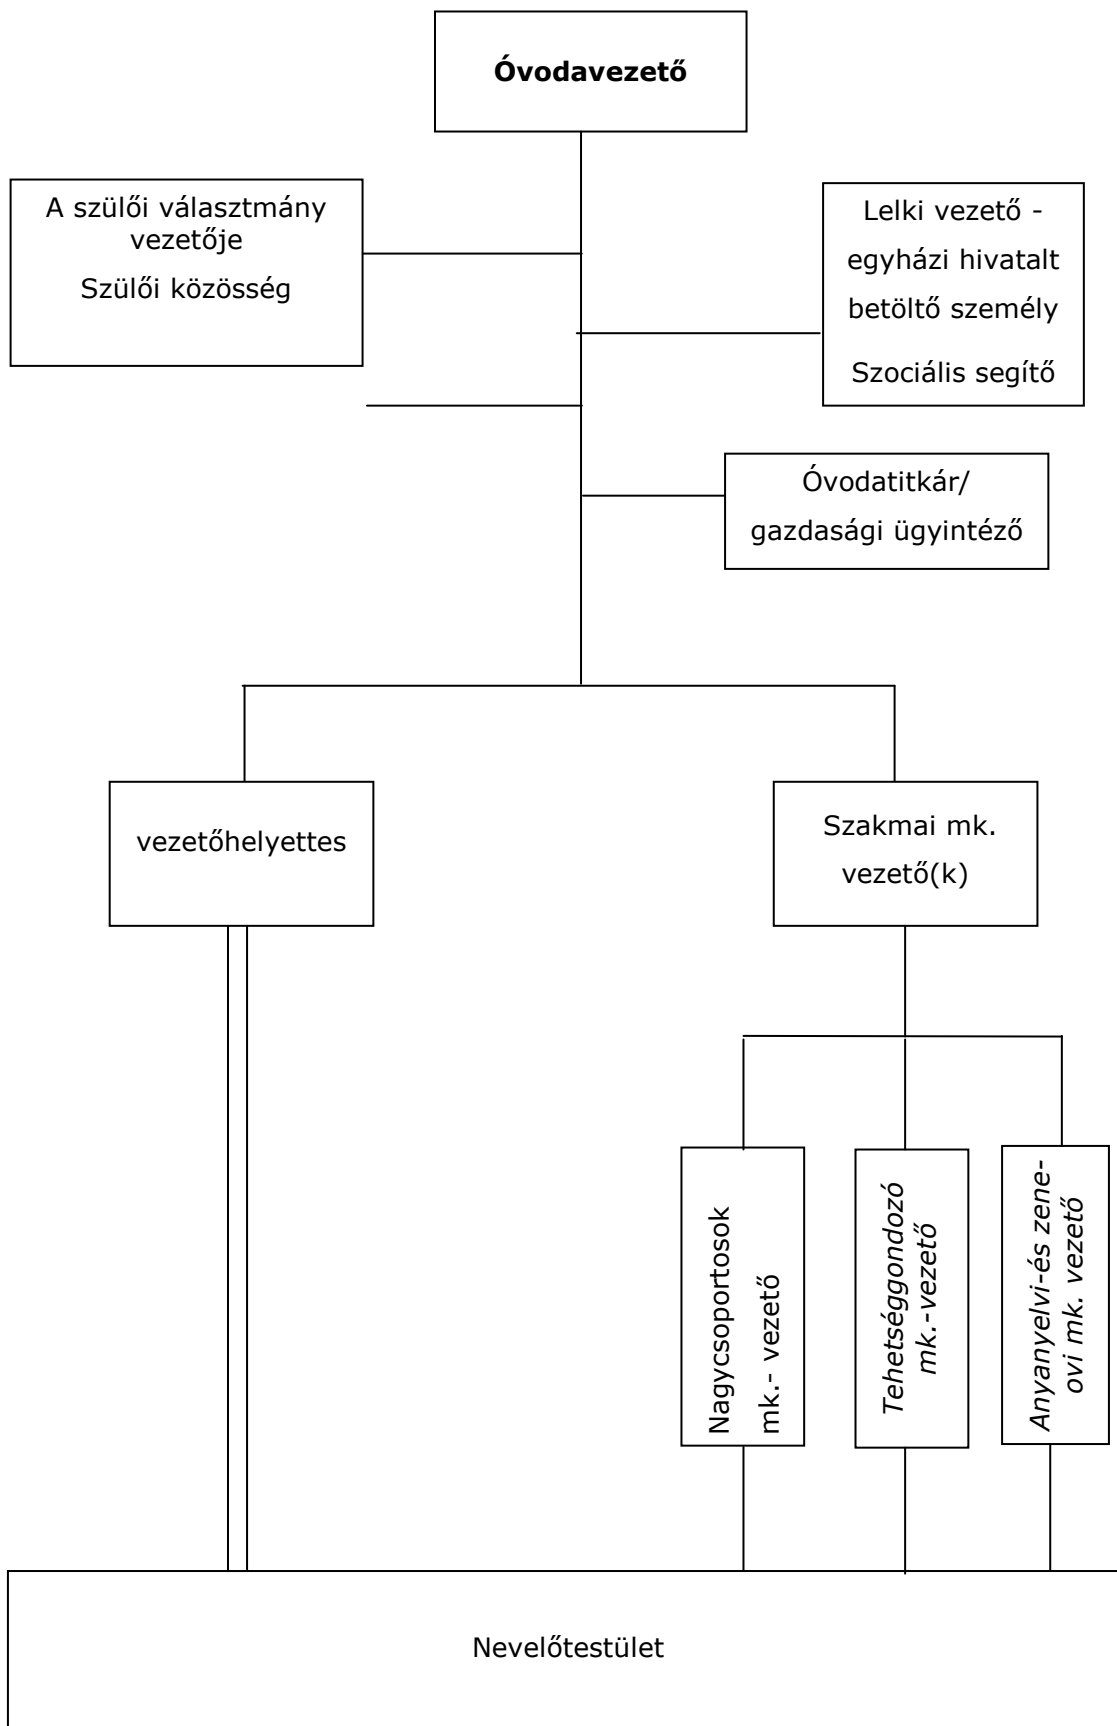 Óvodavezető
A szülői választmány
vezetője
Szülői közösség
Lelki vezető -
egyházi hivatalt
betöltő személy
Szociális segítő
Óvodatitkár/
gazdasági ügyintéző
vezetőhelyettes
Szakmai mk.
vezető(k)
Nagycsoportosok
mk.- vezető
Tehetséggondozó
mk.-vezető
Anyanyelvi-és zene-
ovi mk. vezető
Nevelőtestület